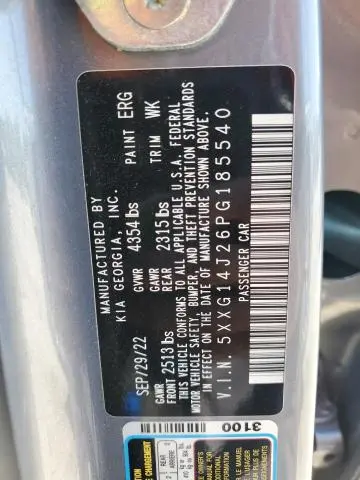 MANUFACTURED BY
KIA GEORGIA, INC.
SEP/29/22 GVWR 4354 lbs PAINT ERG
GAWR FRONT 2513 lbs GAWR REAR 2315 lbs TRIM WK
THIS VEHICLE CONFORMS TO ALL APPLICABLE U.S.A. FEDERAL
MOTOR VEHICLE SAFETY, BUMPER, AND THEFT PREVENTION STANDARDS
IN EFFECT ON THE DATE OF MANUFACTURE SHOWN ABOVE.
V.I.N. 5XXG14J26PG185540
PASSENGER CAR
3100